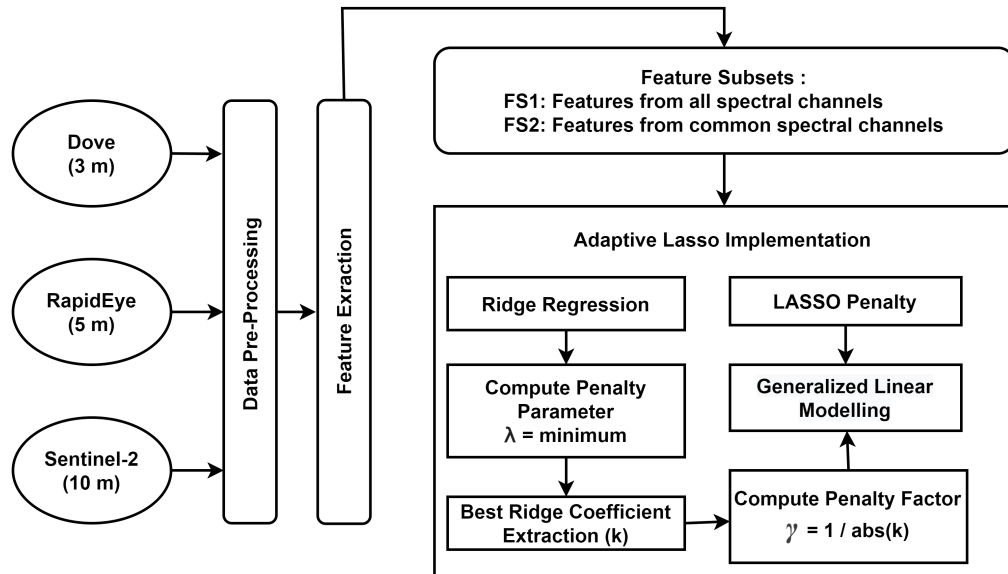 Dove
(3 m)
RapidEye
(5 m)
Sentinel-2
(10 m)
Data Pre-Processing
Feature Extraction
Feature Subsets :
FS1: Features from all spectral channels
FS2: Features from common spectral channels
Adaptive Lasso Implementation
Ridge Regression
Compute Penalty
Parameter
λ = minimum
Best Ridge Coefficient
Extraction (k)
Compute Penalty Factor
γ = 1 / abs(k)
LASSO Penalty
Generalized Linear
Modelling